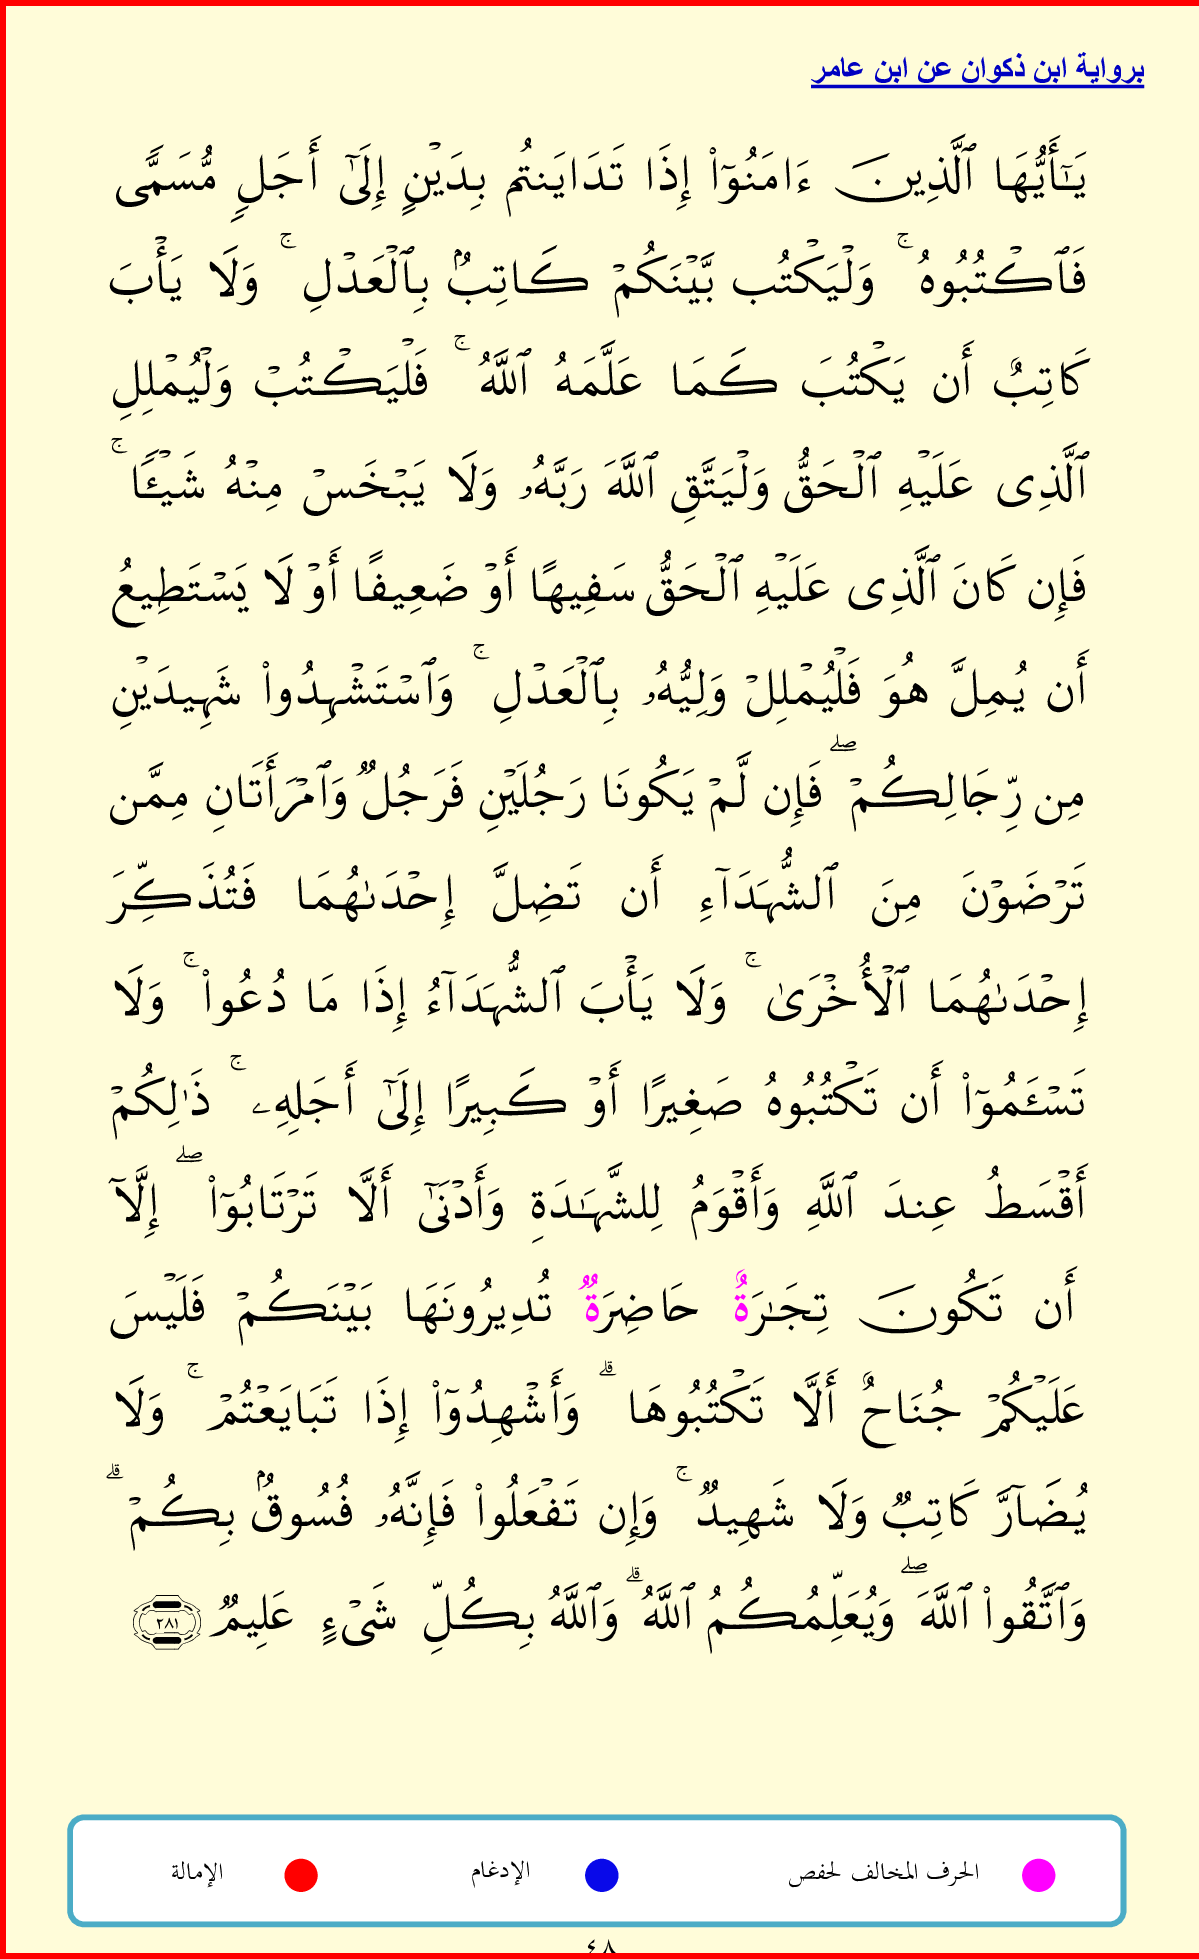 برواية ابن ذكوان عن ابن عامر
يَـٰٓأَيُّهَا ٱلَّذِينَ ءَامَنُوٓا۟ إِذَا تَدَايَنتُم بِدَيْنٍ إِلَىٰٓ أَجَلٍ مُّسَمًّى
فَٱكْتُبُوهُ ۚ وَلْيَكْتُب بَّيْنَكُمْ كَاتِبٌۢ بِٱلْعَدْلِ ۚ وَلَا يَأْبَ
كَاتِبٌ أَن يَكْتُبَ كَمَا عَلَّمَهُ ٱللَّهُ ۚ فَلْيَكْتُبْ وَلْيُمْلِلِ
ٱلَّذِى عَلَيْهِ ٱلْحَقُّ وَلْيَتَّقِ ٱللَّهَ رَبَّهُۥ وَلَا يَبْخَسْ مِنْهُ شَيْـًٔا ۚ
فَإِن كَانَ ٱلَّذِى عَلَيْهِ ٱلْحَقُّ سَفِيهًا أَوْ ضَعِيفًا أَوْ لَا يَسْتَطِيعُ
أَن يُمِلَّ هُوَ فَلْيُمْلِلْ وَلِيُّهُۥ بِٱلْعَدْلِ ۚ وَٱسْتَشْهِدُوا۟ شَهِيدَيْنِ
مِن رِّجَالِكُمْ ۖ فَإِن لَّمْ يَكُونَا رَجُلَيْنِ فَرَجُلٌ وَٱمْرَأَتَانِ مِمَّن
تَرْضَوْنَ مِنَ ٱلشُّهَدَآءِ أَن تَضِلَّ إِحْدَىٰهُمَا فَتُذَكِّرَ
إِحْدَىٰهُمَا ٱلْأُخْرَىٰ ۚ وَلَا يَأْبَ ٱلشُّهَدَآءُ إِذَا مَا دُعُوا۟ ۚ وَلَا
تَسْـَٔمُوٓا۟ أَن تَكْتُبُوهُ صَغِيرًا أَوْ كَبِيرًا إِلَىٰٓ أَجَلِهِۦ ۚ ذَٰلِكُمْ
أَقْسَطُ عِندَ ٱللَّهِ وَأَقْوَمُ لِلشَّهَـٰدَةِ وَأَدْنَىٰٓ أَلَّا تَرْتَابُوٓا۟ ۖ إِلَّآ
أَن تَكُونَ تِجَـٰرَةٌ حَاضِرَةٌ تُدِيرُونَهَا بَيْنَكُمْ فَلَيْسَ
عَلَيْكُمْ جُنَاحٌ أَلَّا تَكْتُبُوهَا ۗ وَأَشْهِدُوٓا۟ إِذَا تَبَايَعْتُمْ ۚ وَلَا
يُضَآرَّ كَاتِبٌ وَلَا شَهِيدٌ ۚ وَإِن تَفْعَلُوا۟ فَإِنَّهُۥ فُسُوقٌۢ بِكُمْ ۗ
وَٱتَّقُوا۟ ٱللَّهَ ۖ وَيُعَلِّمُكُمُ ٱللَّهُ ۗ وَٱللَّهُ بِكُلِّ شَىْءٍ عَلِيمٌ ٢٨١
الحرف المخالف لحفص الإدغام الإمالة
٤٨